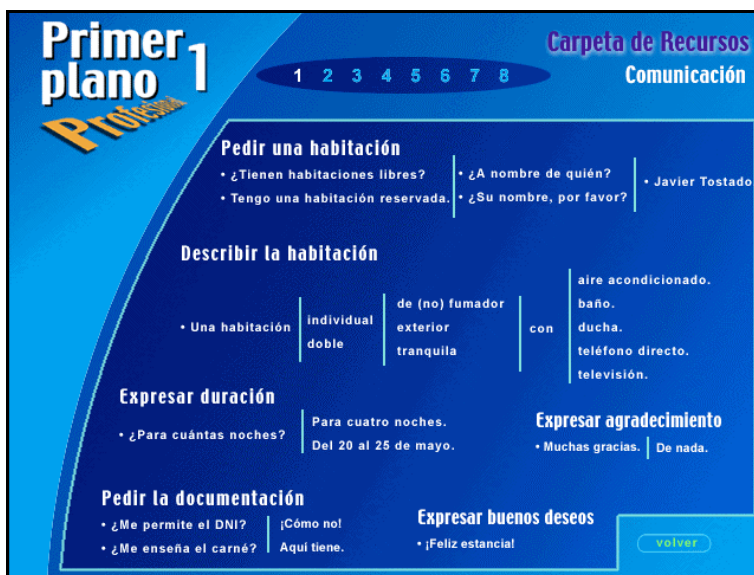 Primer
plano 1
Profesional
Carpeta de Recursos
1 2 3 4 5 6 7 8
Comunicación
Pedir una habitación
• ¿Tienen habitaciones libres?
• Tengo una habitación reservada.
• ¿A nombre de quién?
• ¿Su nombre, por favor?
• Javier Tostado
Describir la habitación
• Una habitación
individual
doble
de (no) fumador
exterior
tranquila
con
aire acondicionado.
baño.
ducha.
teléfono directo.
televisión.
Expresar duración
• ¿Para cuántas noches?
Para cuatro noches.
Del 20 al 25 de mayo.
Expresar agradecimiento
• Muchas gracias.
De nada.
Pedir la documentación
• ¿Me permite el DNI?
• ¿Me enseña el carné?
¡Cómo no!
Aquí tiene.
Expresar buenos deseos
• ¡Feliz estancia!
volver